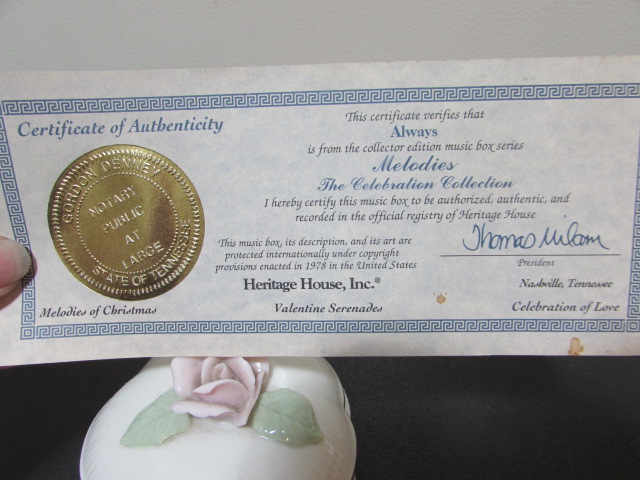 Certificate of Authenticity
GORDON DENNEY
NOTARY
PUBLIC
AT
LARGE
STATE OF TENNESSEE
This certificate verifies that
Always
is from the collector edition music box series
Melodies
The Celebration Collection
I hereby certify this music box to be authorized, authentic, and
recorded in the official registry of Heritage House
This music box, its description, and its art are
protected internationally under copyright
provisions enacted in 1978 in the United States
Heritage House, Inc.®
Thomas Wilson
President
Nashville, Tennessee
Melodies of Christmas
Valentine Serenades
Celebration of Love